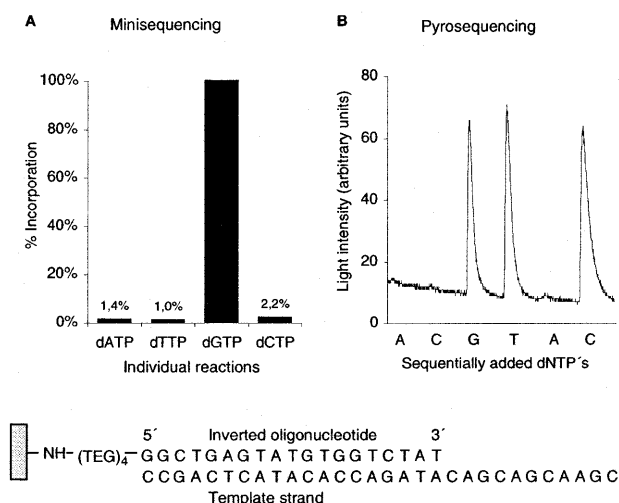 A Minisequencing
100%
80%
60%
40%
20%
0%
% Incorporation
1,4% 1,0% 2,2%
dATP dTTP dGTP dCTP
Individual reactions
B Pyrosequencing
80
60
40
20
0
Light intensity (arbitrary units)
A C G T A C
Sequentially added dNTP´s
5´ Inverted oligonucleotide 3´
NH-(TEG)4-GGCTGAGTATGTGGTCTAT
CCGACTCATACACCAGATACAGCAGCAAGC
Template strand